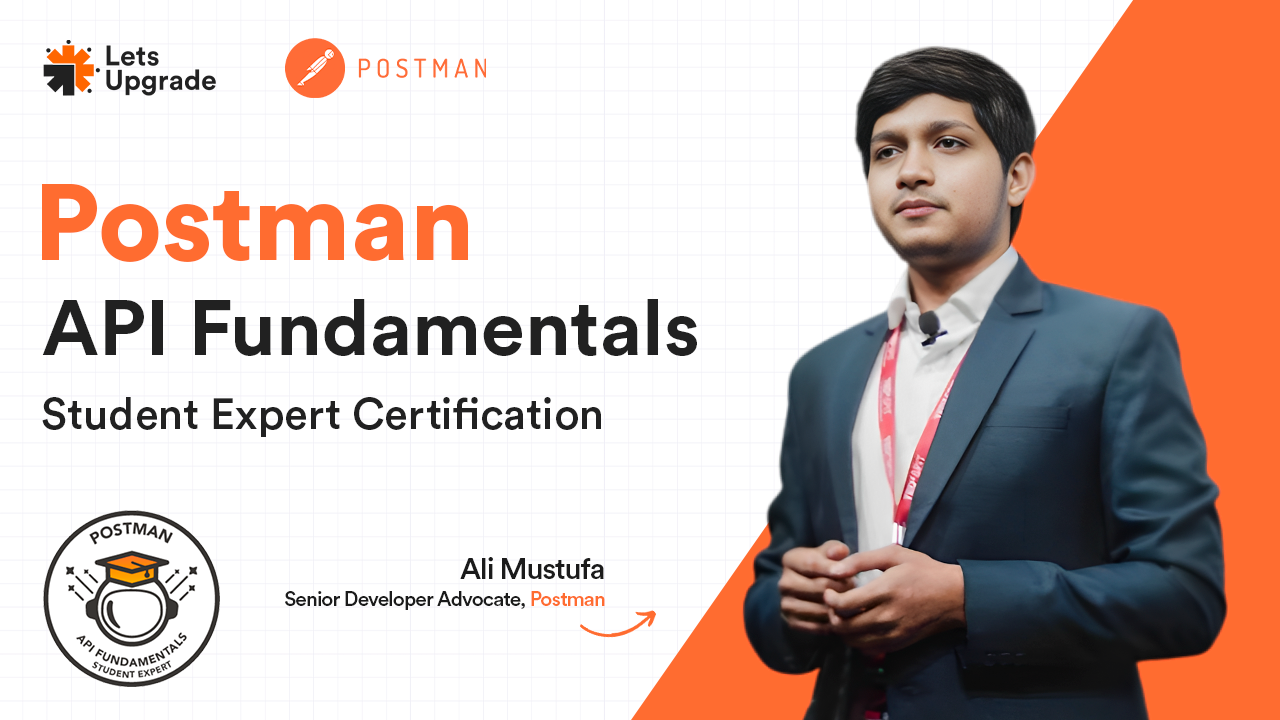 Lets
Upgrade
POSTMAN
Postman
API Fundamentals
Student Expert Certification
POSTMAN
API FUNDAMENTALS
STUDENT EXPERT
Ali Mustufa
Senior Developer Advocate, Postman